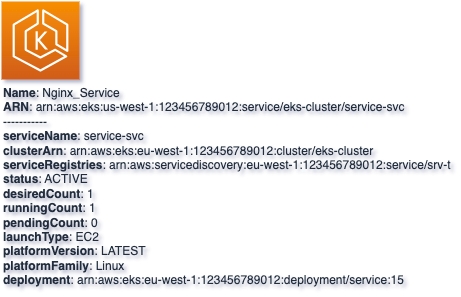 K
Name: Nginx_Service
ARN: arn:aws:eks:us-west-1:123456789012:service/eks-cluster/service-svc
-----------
serviceName: service-svc
clusterArn: arn:aws:eks:eu-west-1:123456789012:cluster/eks-cluster
serviceRegistries: arn:aws:servicediscovery:eu-west-1:123456789012:service/srv-t
status: ACTIVE
desiredCount: 1
runningCount: 1
pendingCount: 0
launchType: EC2
platformVersion: LATEST
platformFamily: Linux
deployment: arn:aws:eks:eu-west-1:123456789012:deployment/service:15